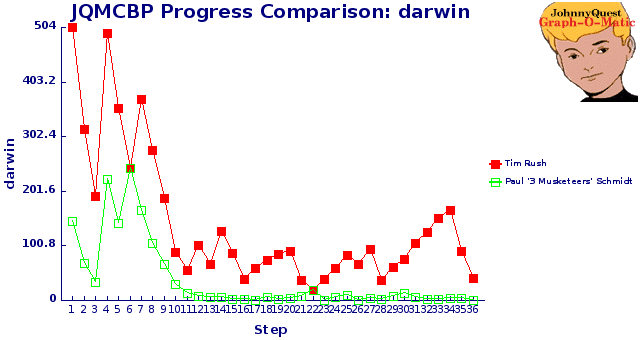 JQMCBP Progress Comparison: darwin
JohnnyQuest
Graph-O-Matic
504
403.2
302.4
201.6
100.8
0
darwin
1 2 3 4 5 6 7 8 9 10 11 12 13 14 15 16 17 18 19 20 21 22 23 24 25 26 27 28 29 30 31 32 33 34 35 36
Step
Tim Rush
Paul '3 Musketeers' Schmidt